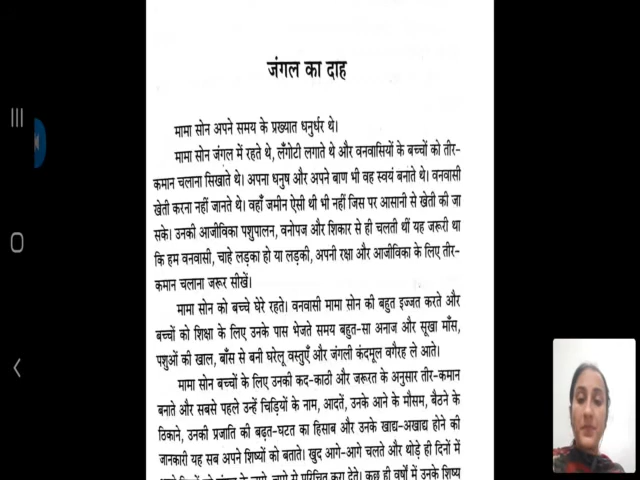 जंगल का दाह
मामा सोन अपने समय के प्रख्यात धनुर्धर थे।
मामा सोन जंगल में रहते थे, लँगोटी लगाते थे और वनवासियों के बच्चों को तीर-
कमान चलाना सिखाते थे। अपना धनुष और अपने बाण भी वह स्वयं बनाते थे। वनवासी
खेती करना नहीं जानते थे। वहाँ जमीन ऐसी थी भी नहीं जिस पर आसानी से खेती की जा
सके। उनकी आजीविका पशुपालन, वनोपज और शिकार से ही चलती थीं यह जरूरी था
कि हम वनवासी, चाहे लड़का हो या लड़की, अपनी रक्षा और आजीविका के लिए तीर-
कमान चलाना जरूर सीखें।
मामा सोन को बच्चे घेरे रहते। वनवासी मामा सोन की बहुत इज्जत करते और
बच्चों को शिक्षा के लिए उनके पास भेजते समय बहुत-सा अनाज और सूखा माँस,
पशुओं की खाल, बाँस से बनी घरेलू वस्तुएँ और जंगली कंदमूल वगैरह ले आते।
मामा सोन बच्चों के लिए उनकी कद-काठी और जरूरत के अनुसार तीर-कमान
बनाते और सबसे पहले उन्हें चिड़ियों के नाम, आदतें, उनके आने के मौसम, बैठने के
ठिकाने, उनकी प्रजाति की बढ़त-घटत का हिसाब और उनके खाद्य-अखाद्य होने की
जानकारी यह सब अपने शिष्यों को बताते। खुद आगे-आगे चलते और थोड़े ही दिनों में
से परिचित करा देते। कुछ ही वर्षों में उनके शिष्य